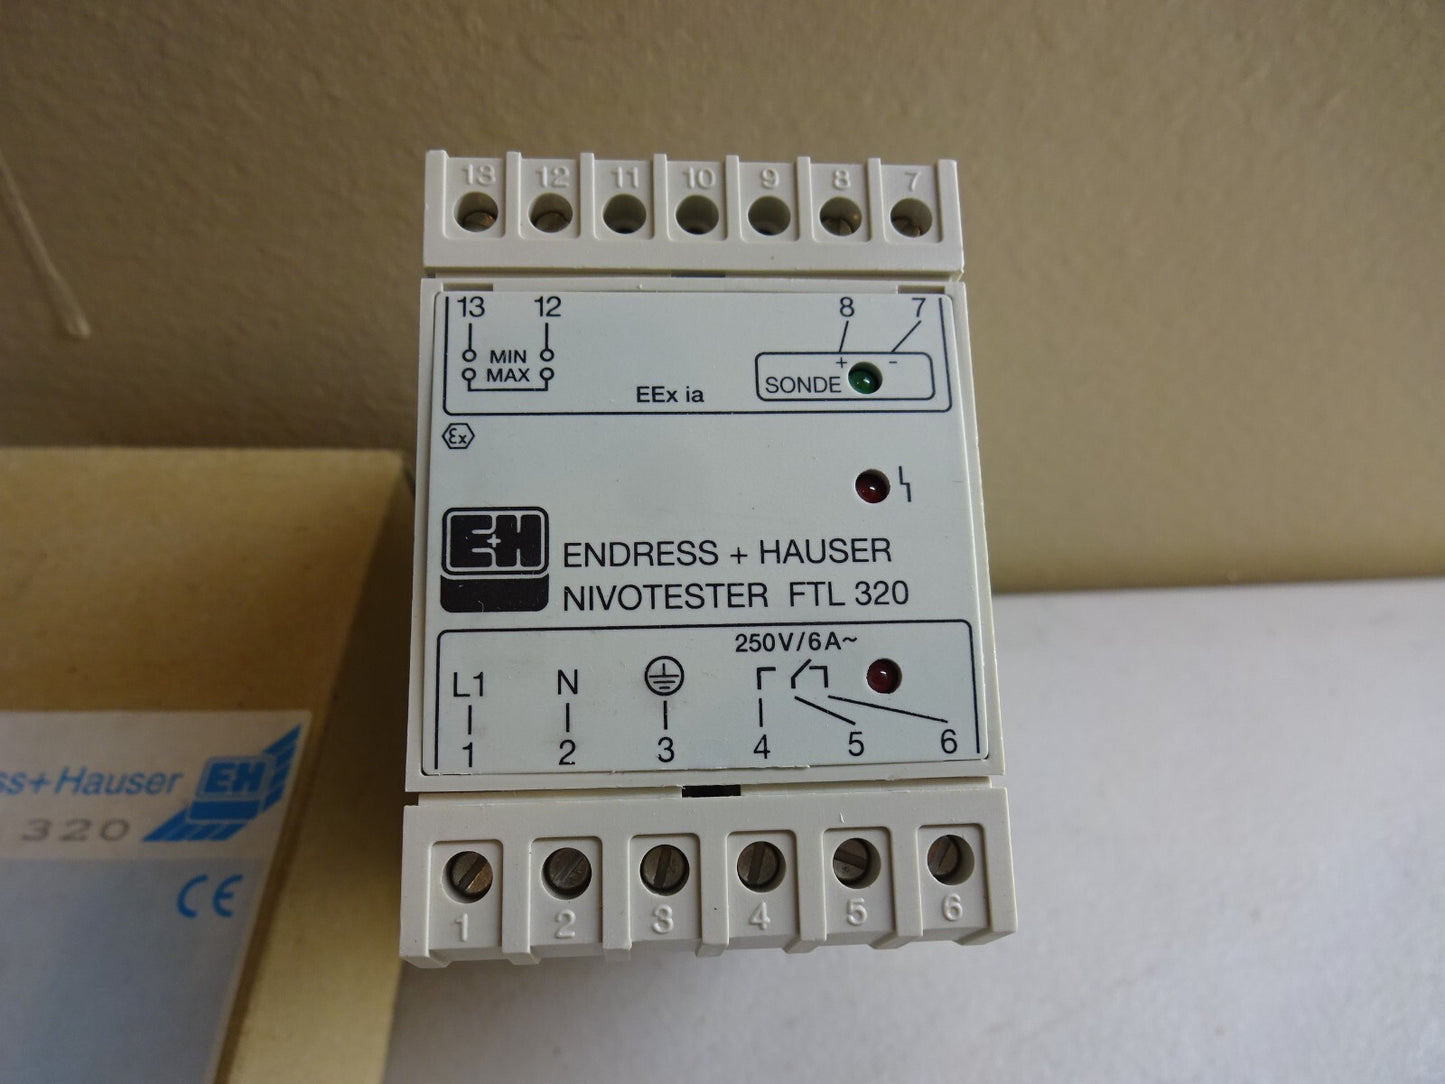 13 12 11 10 9 8 7
13 12 8 7
MIN
MAX
+ -
SONDE
EEx ia
Ex
E+H
ENDRESS + HAUSER
NIVOTESTER FTL 320
250V/6A~
L1 N
1 2 3 4 5 6
1 2 3 4 5 6
ss+Hauser EH
320
CE